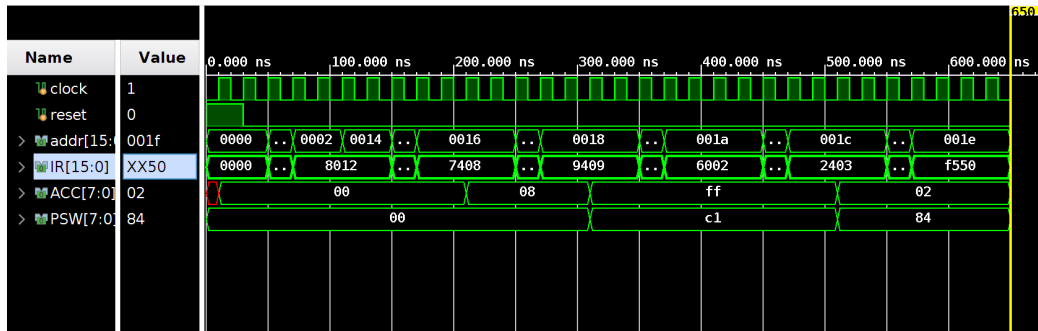 650
Name Value
0.000 ns 100.000 ns 200.000 ns 300.000 ns 400.000 ns 500.000 ns 600.000 ns
clock 1
reset 0
addr[15:0 001f 0000 .. 0002 0014 .. 0016 .. 0018 .. 001a .. 001c .. 001e
IR[15:0] XX50 0000 .. 8012 .. 7408 .. 9409 .. 6002 .. 2403 .. f550
ACC[7:0] 02 00 08 ff 02
PSW[7:0] 84 00 c1 84